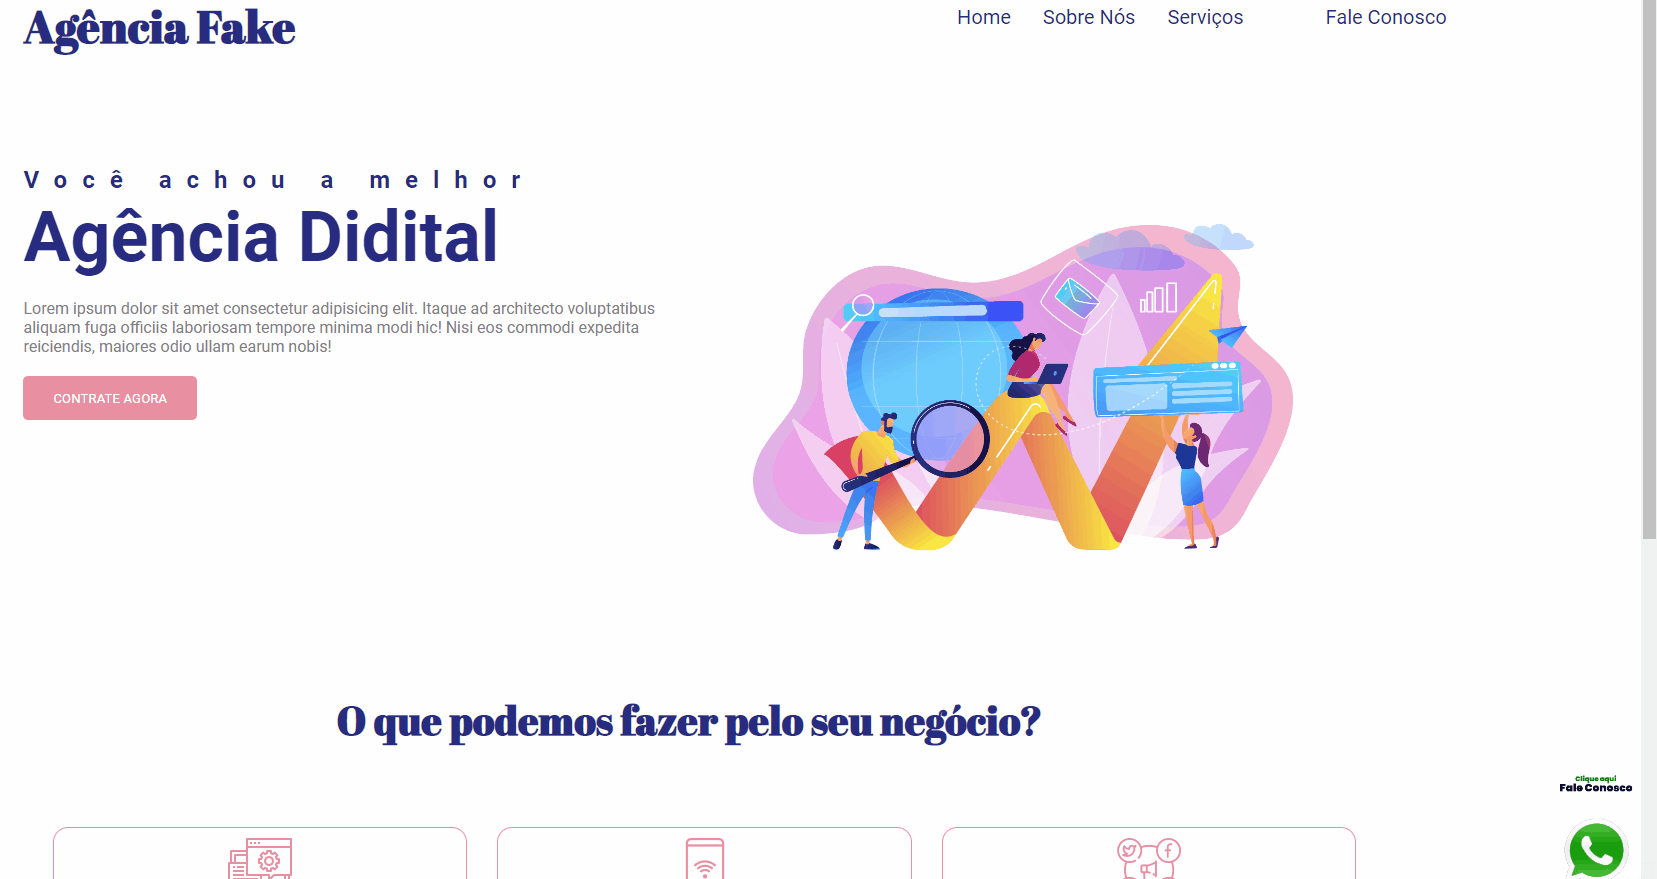 Agência Fake
Home Sobre Nós Serviços Fale Conosco
Você achou a melhor
Agência Didital
Lorem ipsum dolor sit amet consectetur adipisicing elit. Itaque ad architecto voluptatibus
aliquam fuga officiis laboriosam tempore minima modi hic! Nisi eos commodi expedita
reiciendis, maiores odio ullam earum nobis!
CONTRATE AGORA
O que podemos fazer pelo seu negócio?
Clique aqui
Fale Conosco